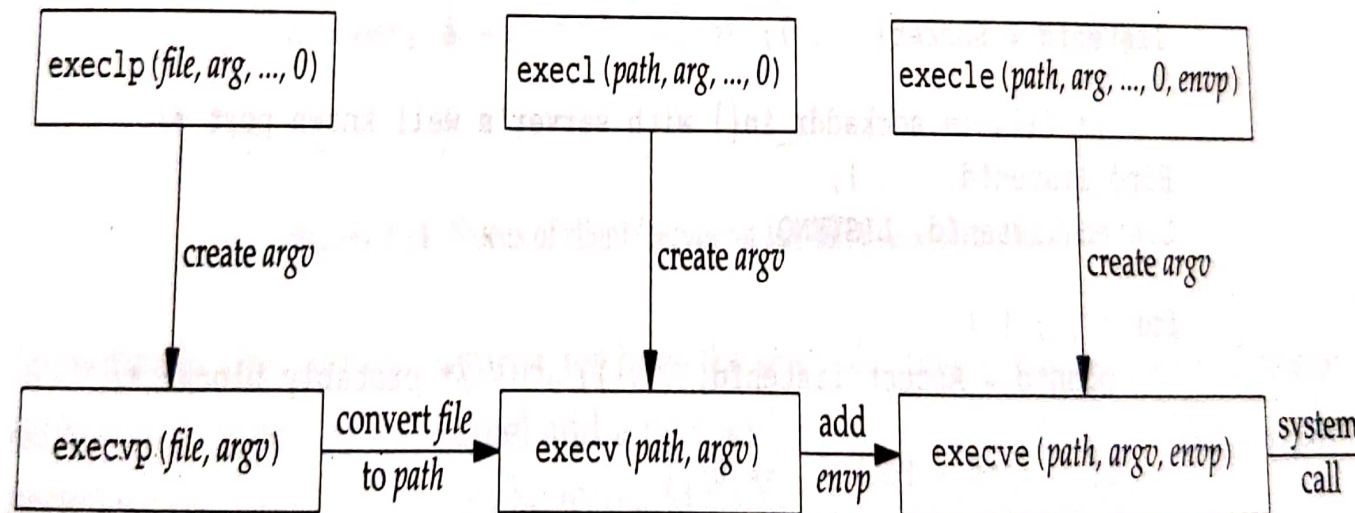 execlp (file, arg, ..., 0)
execl (path, arg, ..., 0)
execle (path, arg, ..., 0, envp)
create argv
create argv
create argv
execvp (file, argv)
convert file
to path
execv (path, argv)
add
envp
execve (path, argv, envp)
system
call